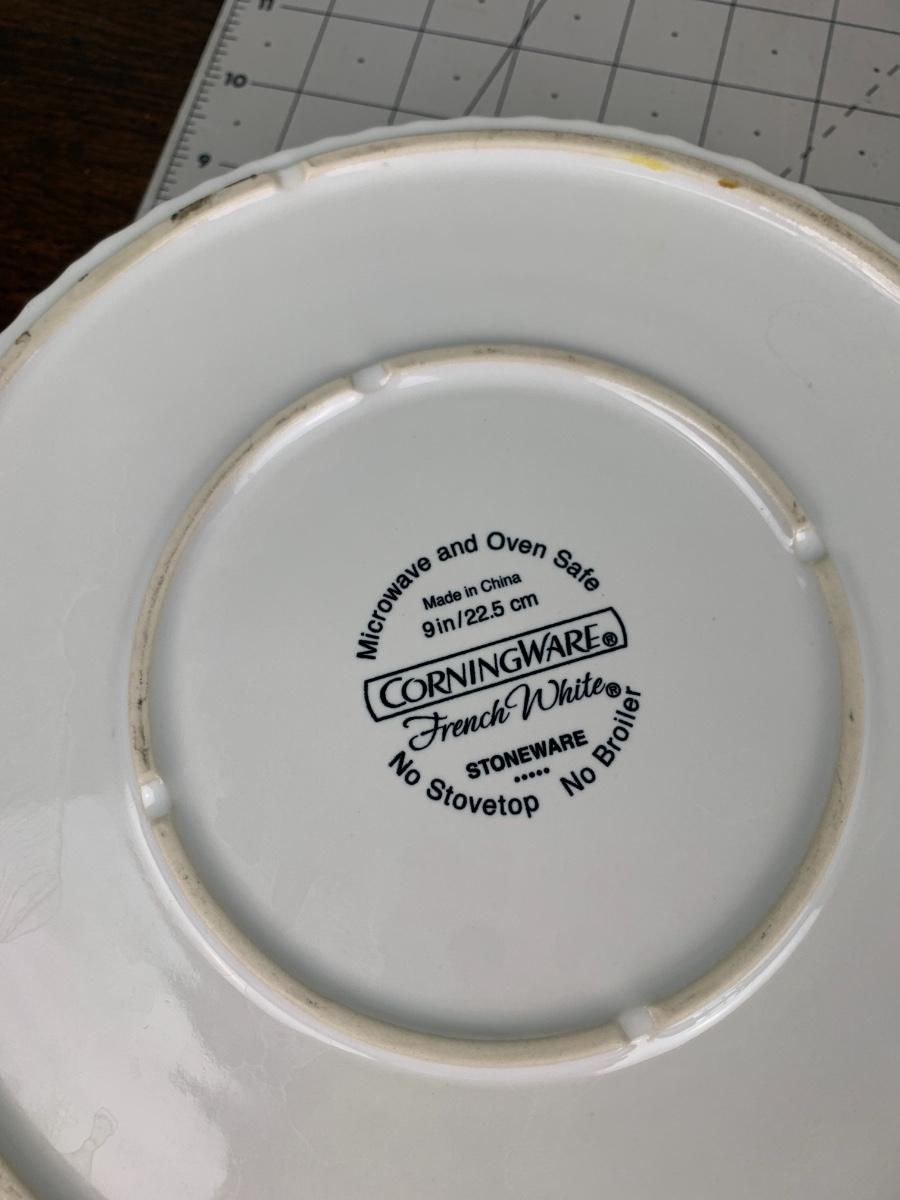 11
10
9
Microwave and Oven Safe
Made in China
9in/22.5 cm
CORNINGWARE®
French White®
STONEWARE
•••••
No Stovetop No Broiler